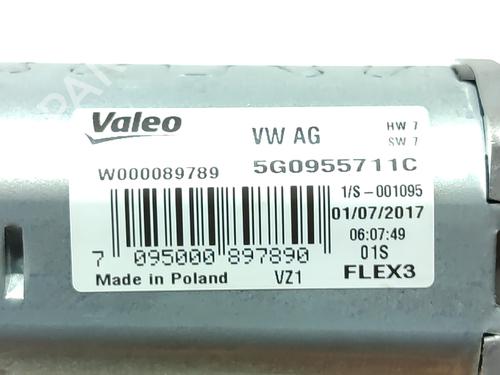 Valeo
VW AG
HW 7
SW 7
W000089789
5G0955711C
1/S-001095
01/07/2017
06:07:49
7 095000 897890
01S
Made in Poland
VZ1
FLEX3